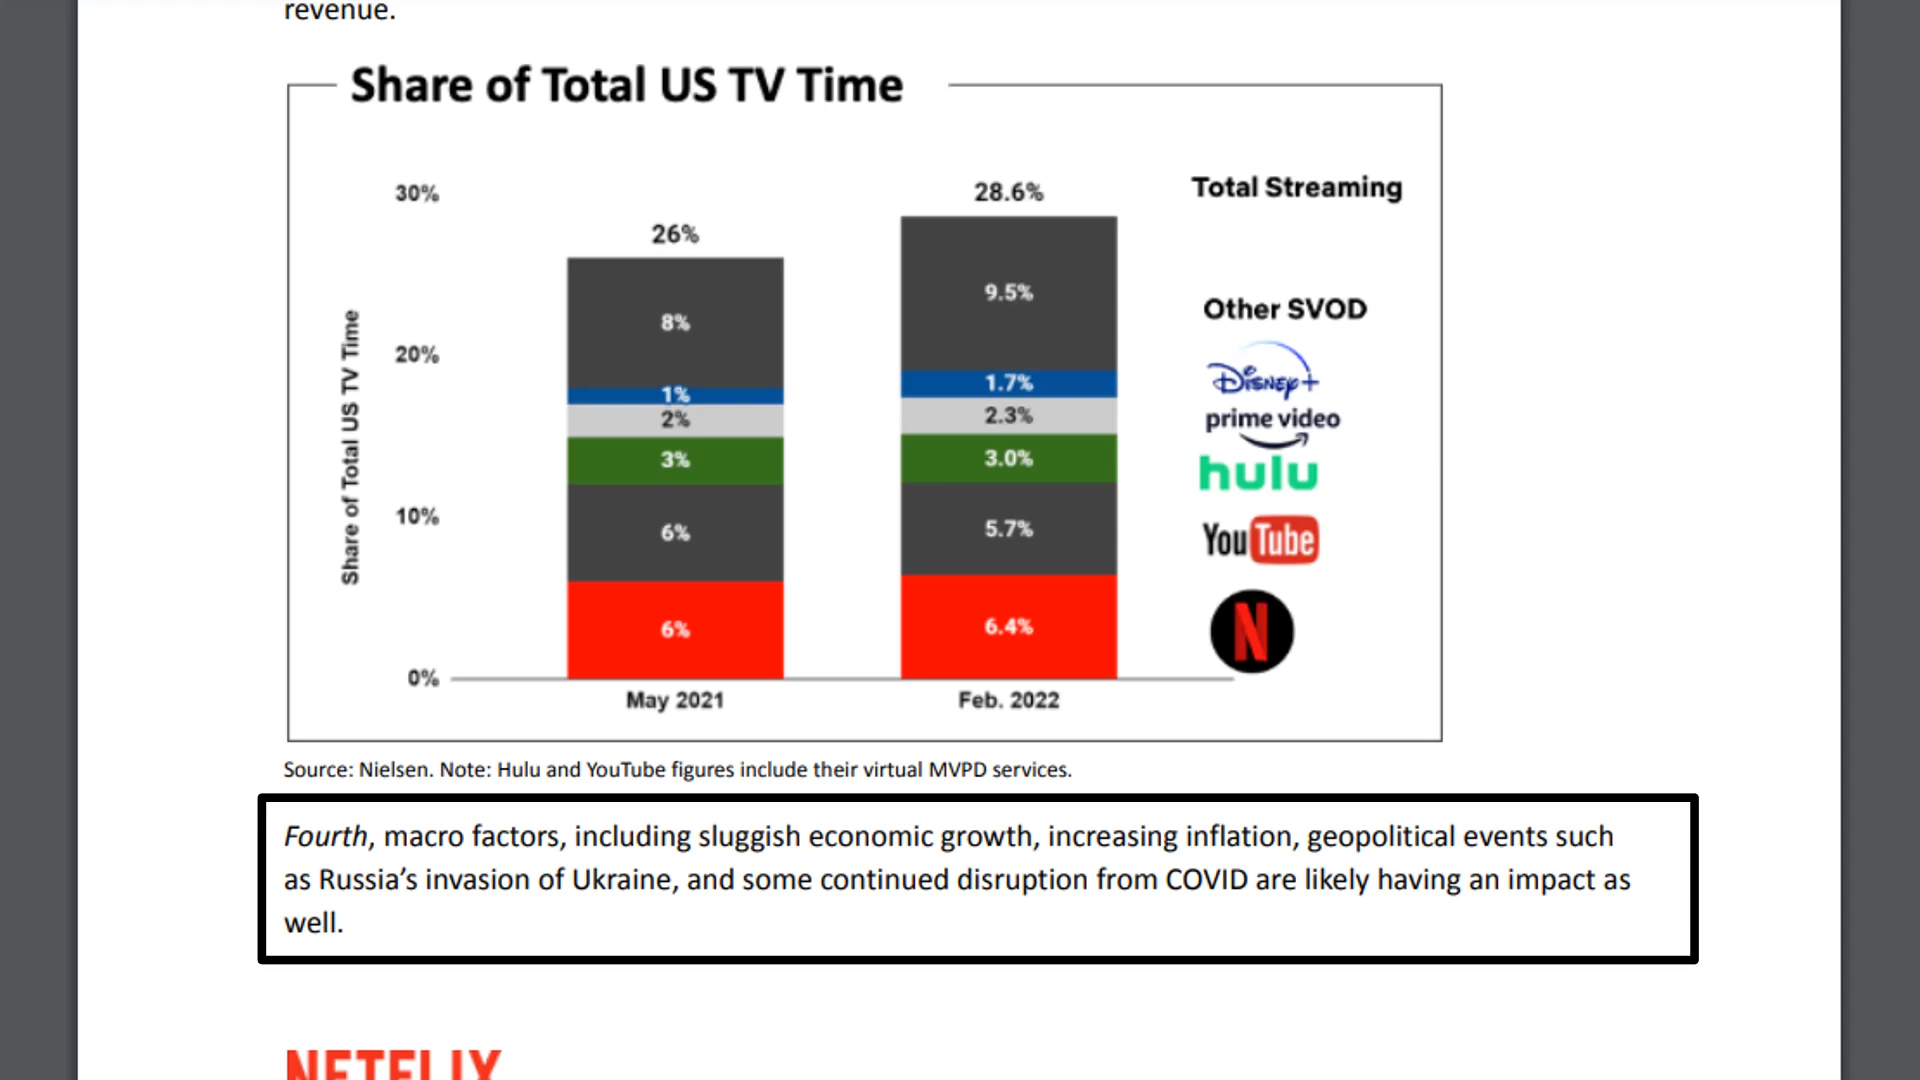 revenue.
Share of Total US TV Time
Total Streaming
30%
28.6%
26%
9.5%
Other SVOD
8%
20%
Disney+
1.7%
1%
prime video
2.3%
2%
hulu
3.0%
3%
10%
YouTube
5.7%
6%
N
6.4%
6%
0%
Share of Total US TV Time
May 2021
Feb. 2022
Source: Nielsen. Note: Hulu and YouTube figures include their virtual MVPD services.
Fourth, macro factors, including sluggish economic growth, increasing inflation, geopolitical events such
as Russia’s invasion of Ukraine, and some continued disruption from COVID are likely having an impact as
well.
NETFLIX